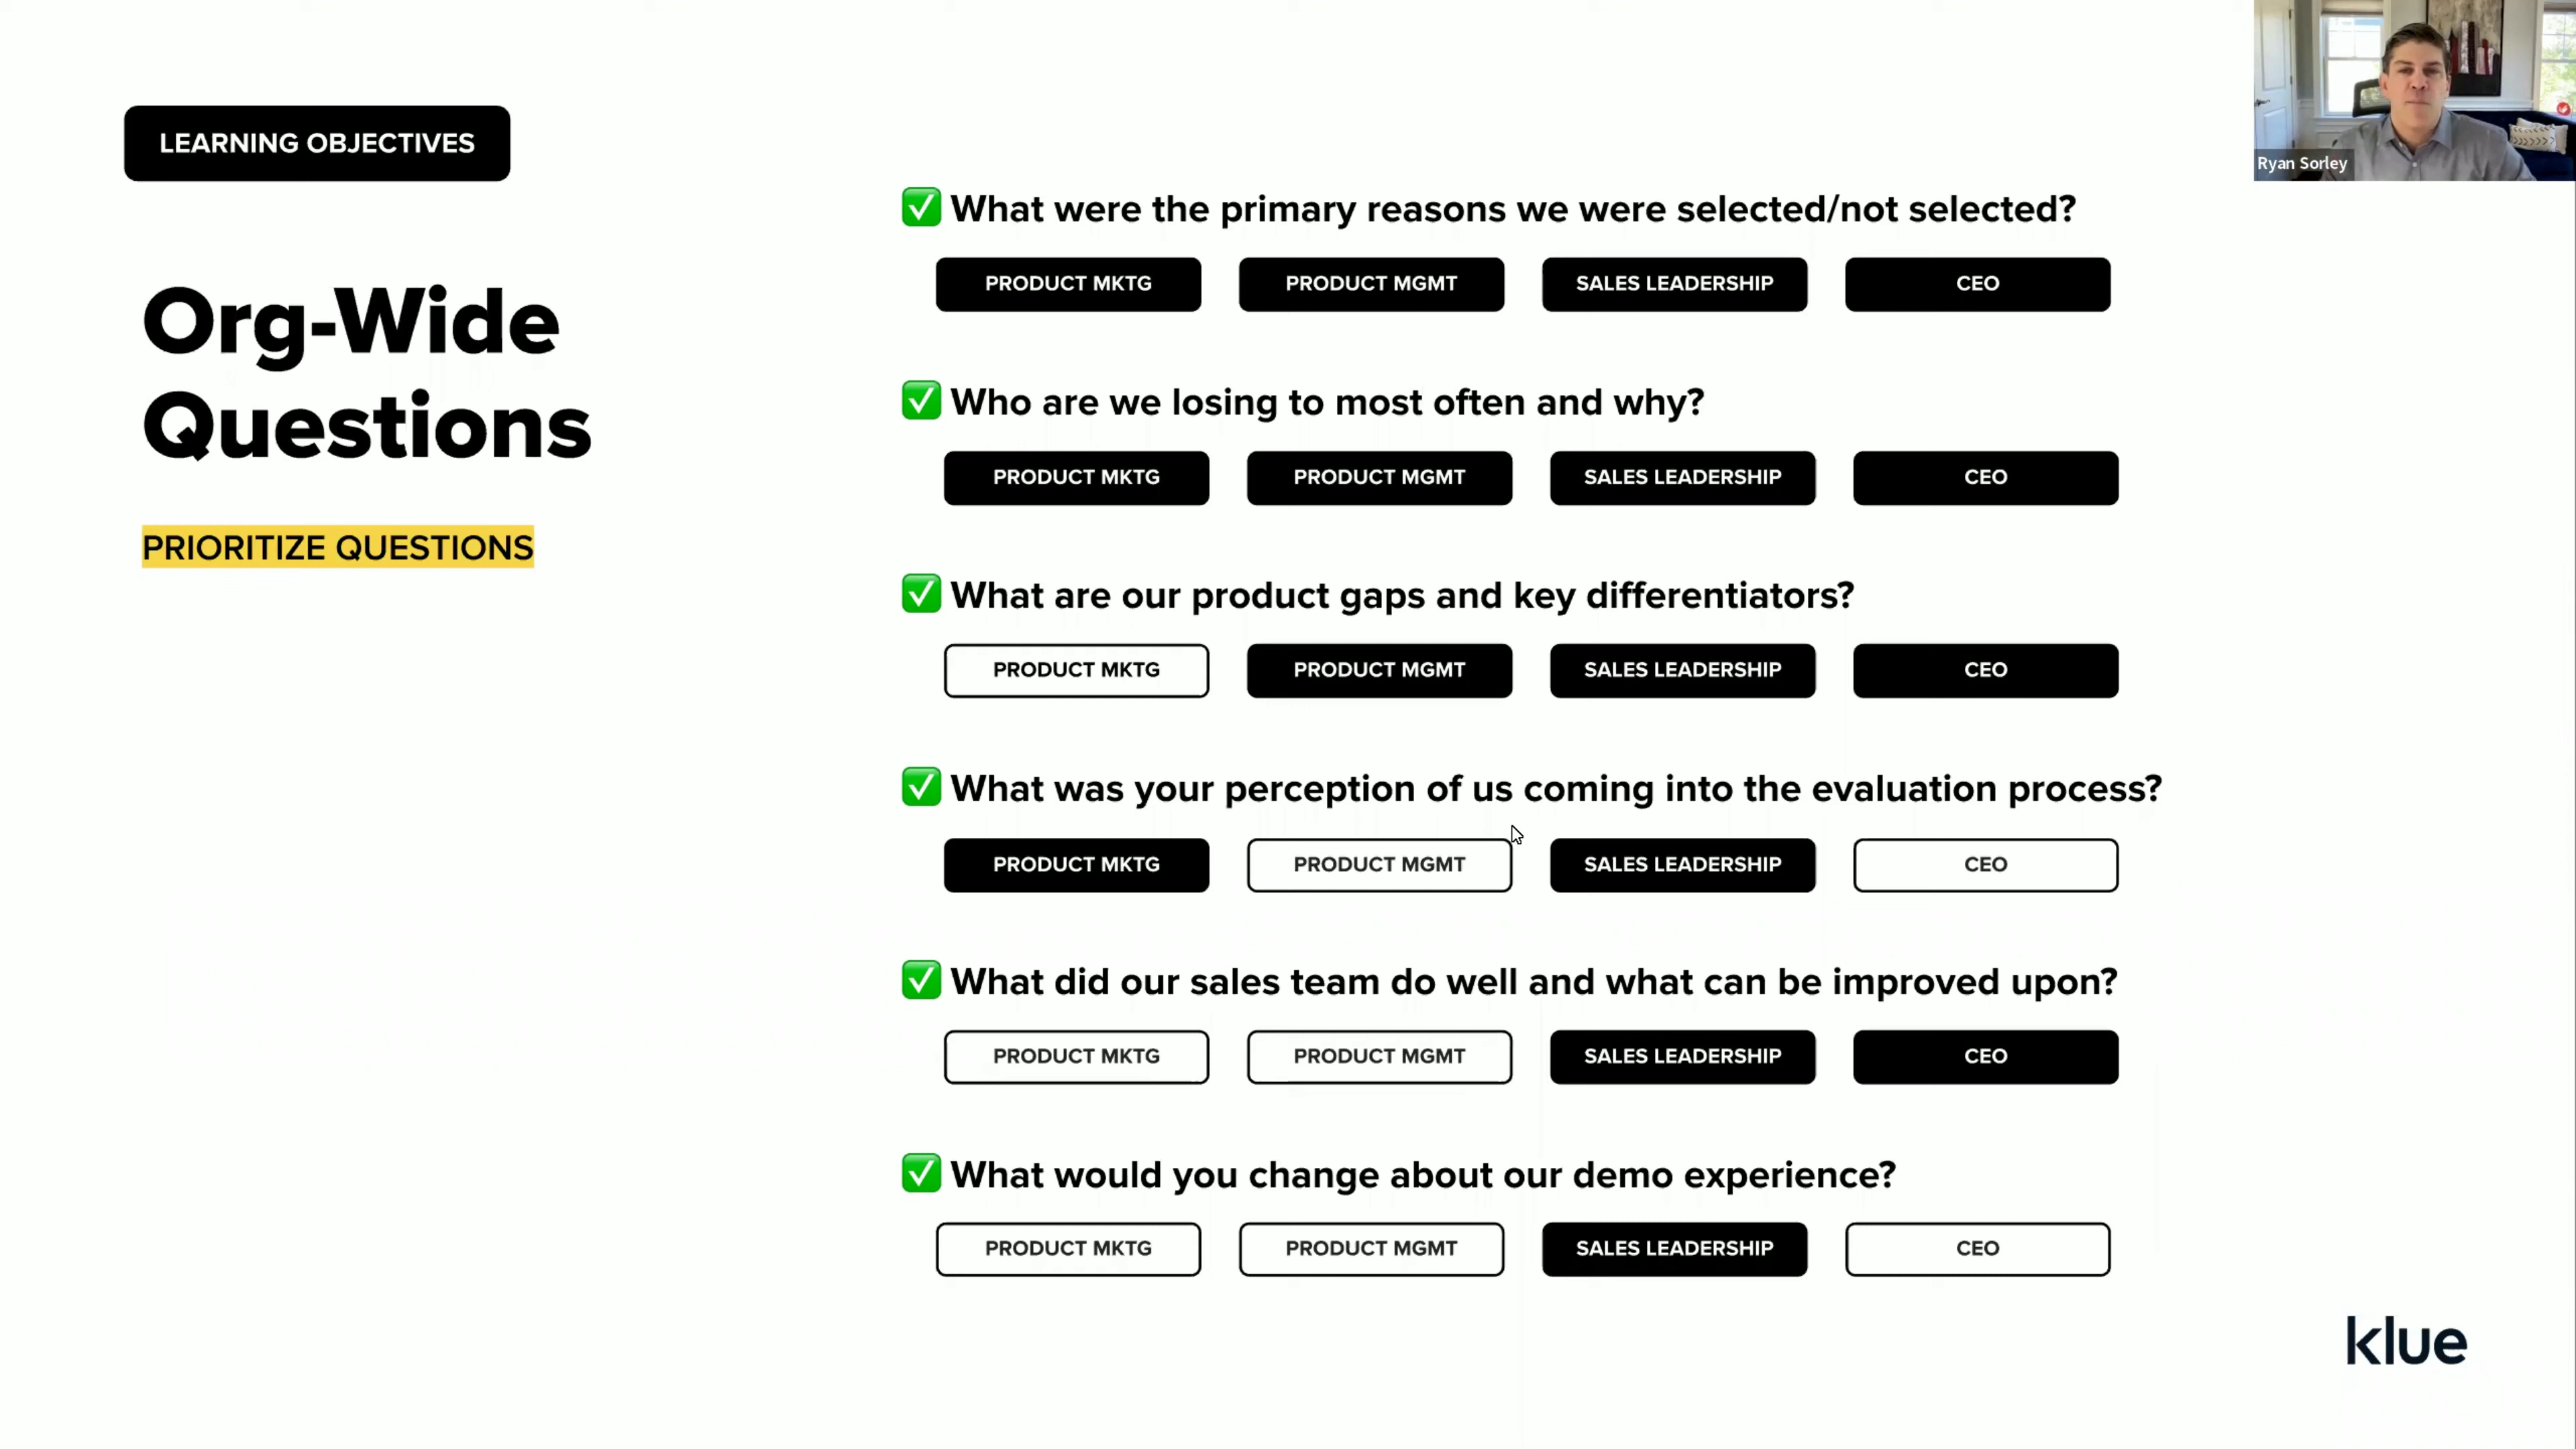 LEARNING OBJECTIVES
Org-Wide
Questions
PRIORITIZE QUESTIONS
What were the primary reasons we were selected/not selected?
PRODUCT MKTG PRODUCT MGMT SALES LEADERSHIP CEO
Who are we losing to most often and why?
PRODUCT MKTG PRODUCT MGMT SALES LEADERSHIP CEO
What are our product gaps and key differentiators?
PRODUCT MKTG PRODUCT MGMT SALES LEADERSHIP CEO
What was your perception of us coming into the evaluation process?
PRODUCT MKTG PRODUCT MGMT SALES LEADERSHIP CEO
What did our sales team do well and what can be improved upon?
PRODUCT MKTG PRODUCT MGMT SALES LEADERSHIP CEO
What would you change about our demo experience?
PRODUCT MKTG PRODUCT MGMT SALES LEADERSHIP CEO
Ryan Sorley
klue